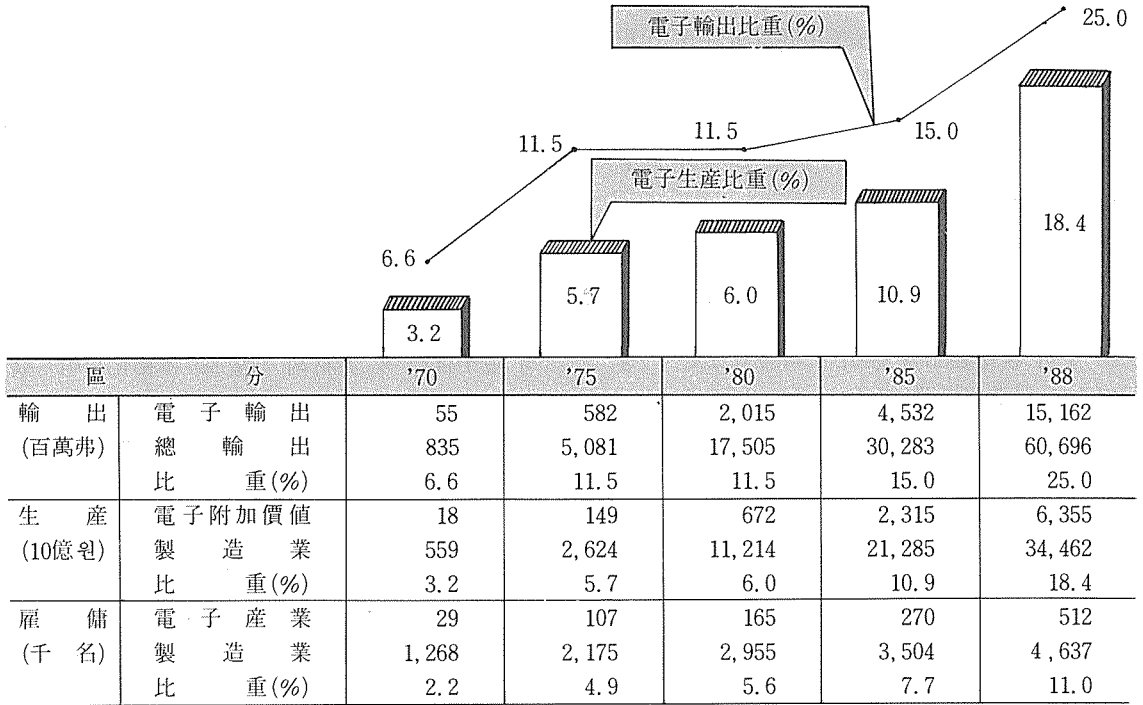 25.0
電子輸出比重(%)
11.5
11.5
15.0
電子生産比重(%)
18.4
6.6
5.7
6.0
10.9
3.2
區 分 '70 '75 '80 '85 '88
輸 出 電 子 輸 出 55 582 2,015 4,532 15,162
(百萬弗) 總 輸 出 835 5,081 17,505 30,283 60,696
比 重(%) 6.6 11.5 11.5 15.0 25.0
生 産 電子附加價値 18 149 672 2,315 6,355
(10億원) 製 造 業 559 2,624 11,214 21,285 34,462
比 重(%) 3.2 5.7 6.0 10.9 18.4
雇 傭 電 子 産 業 29 107 165 270 512
(千 名) 製 造 業 1,268 2,175 2,955 3,504 4,637
比 重(%) 2.2 4.9 5.6 7.7 11.0